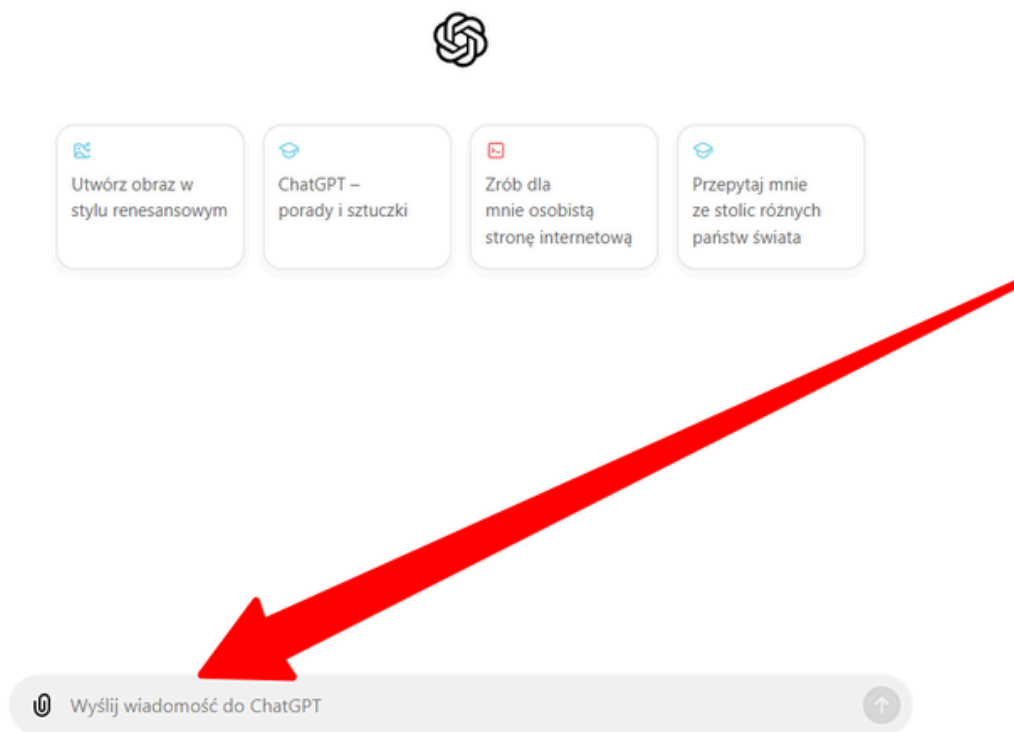 Utwórz obraz w
stylu renesansowym
ChatGPT –
porady i sztuczki
Zrób dla
mnie osobistą
stronę internetową
Przepytaj mnie
ze stolic różnych
państw świata
Wyślij wiadomość do ChatGPT